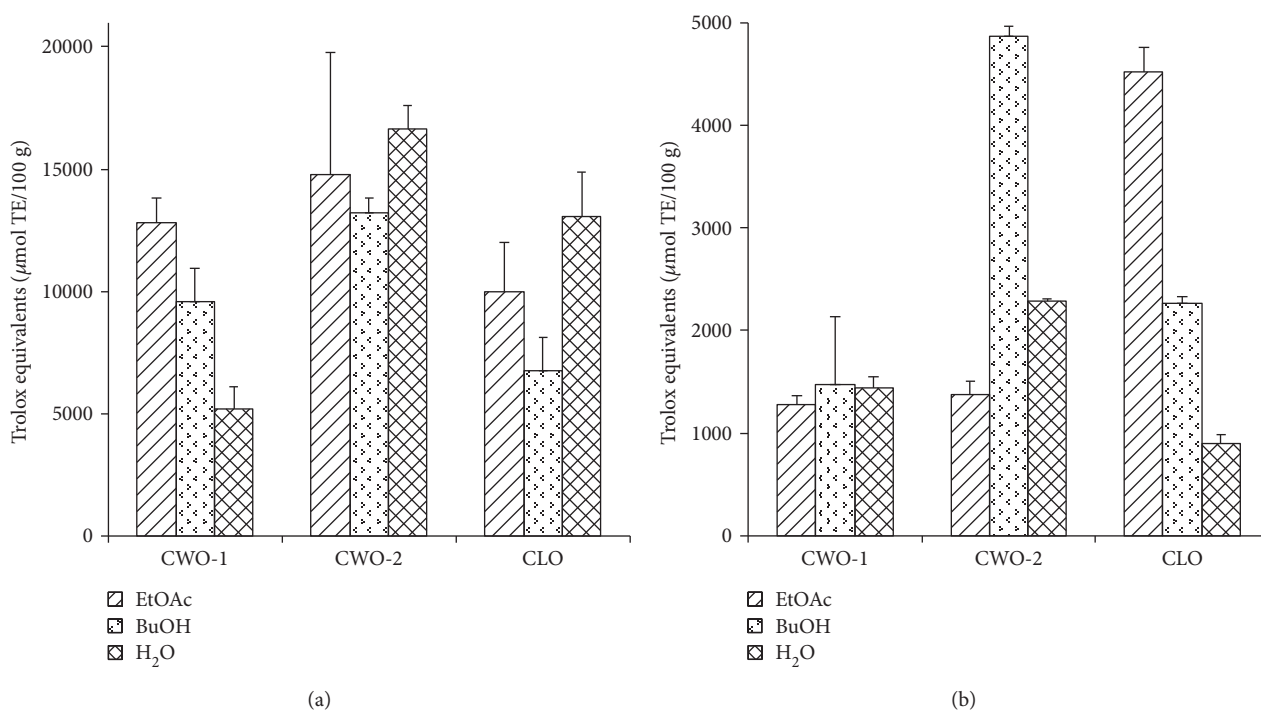 Trolox equivalents (μmol TE/100 g)
20000
15000
10000
5000
0
CWO-1 CWO-2 CLO
EtOAc
BuOH
H₂O
(a)
Trolox equivalents (μmol TE/100 g)
5000
4000
3000
2000
1000
0
CWO-1 CWO-2 CLO
EtOAc
BuOH
H₂O
(b)